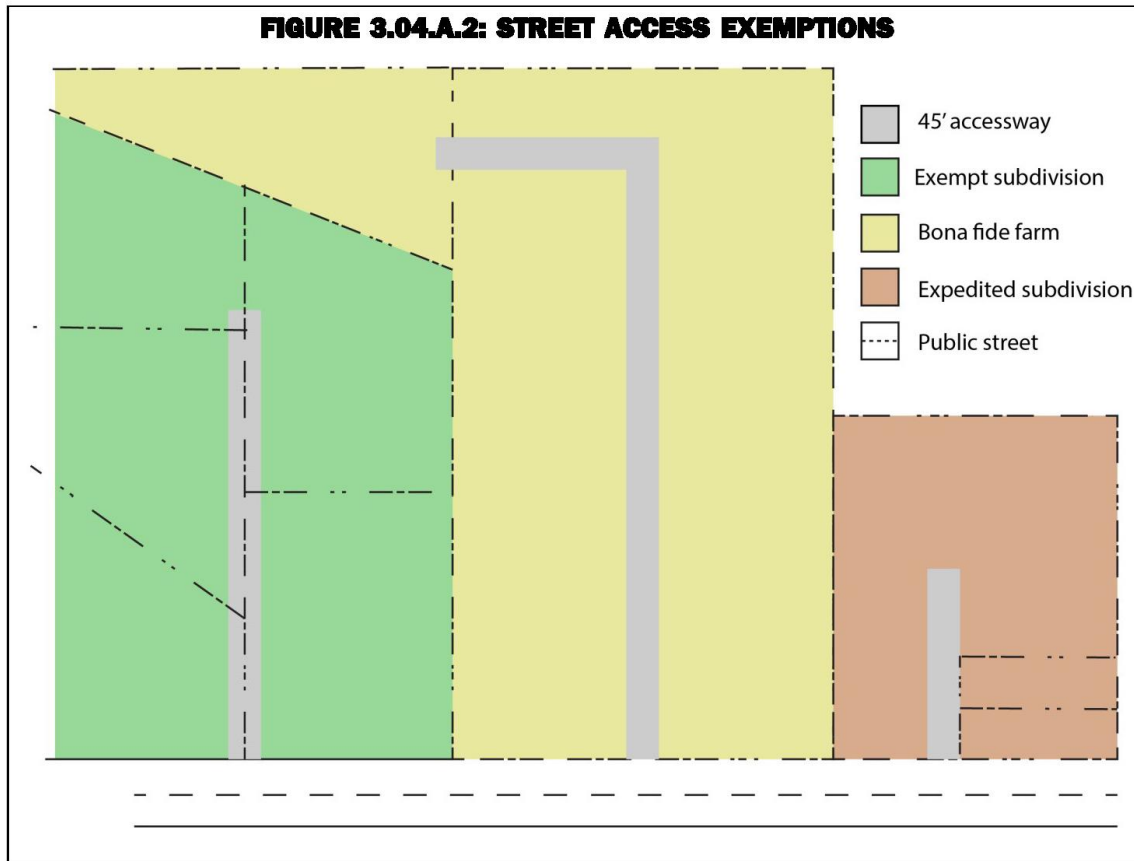 FIGURE 3.04.A.2: STREET ACCESS EXEMPTIONS
45' accessway
Exempt subdivision
Bona fide farm
Expedited subdivision
Public street